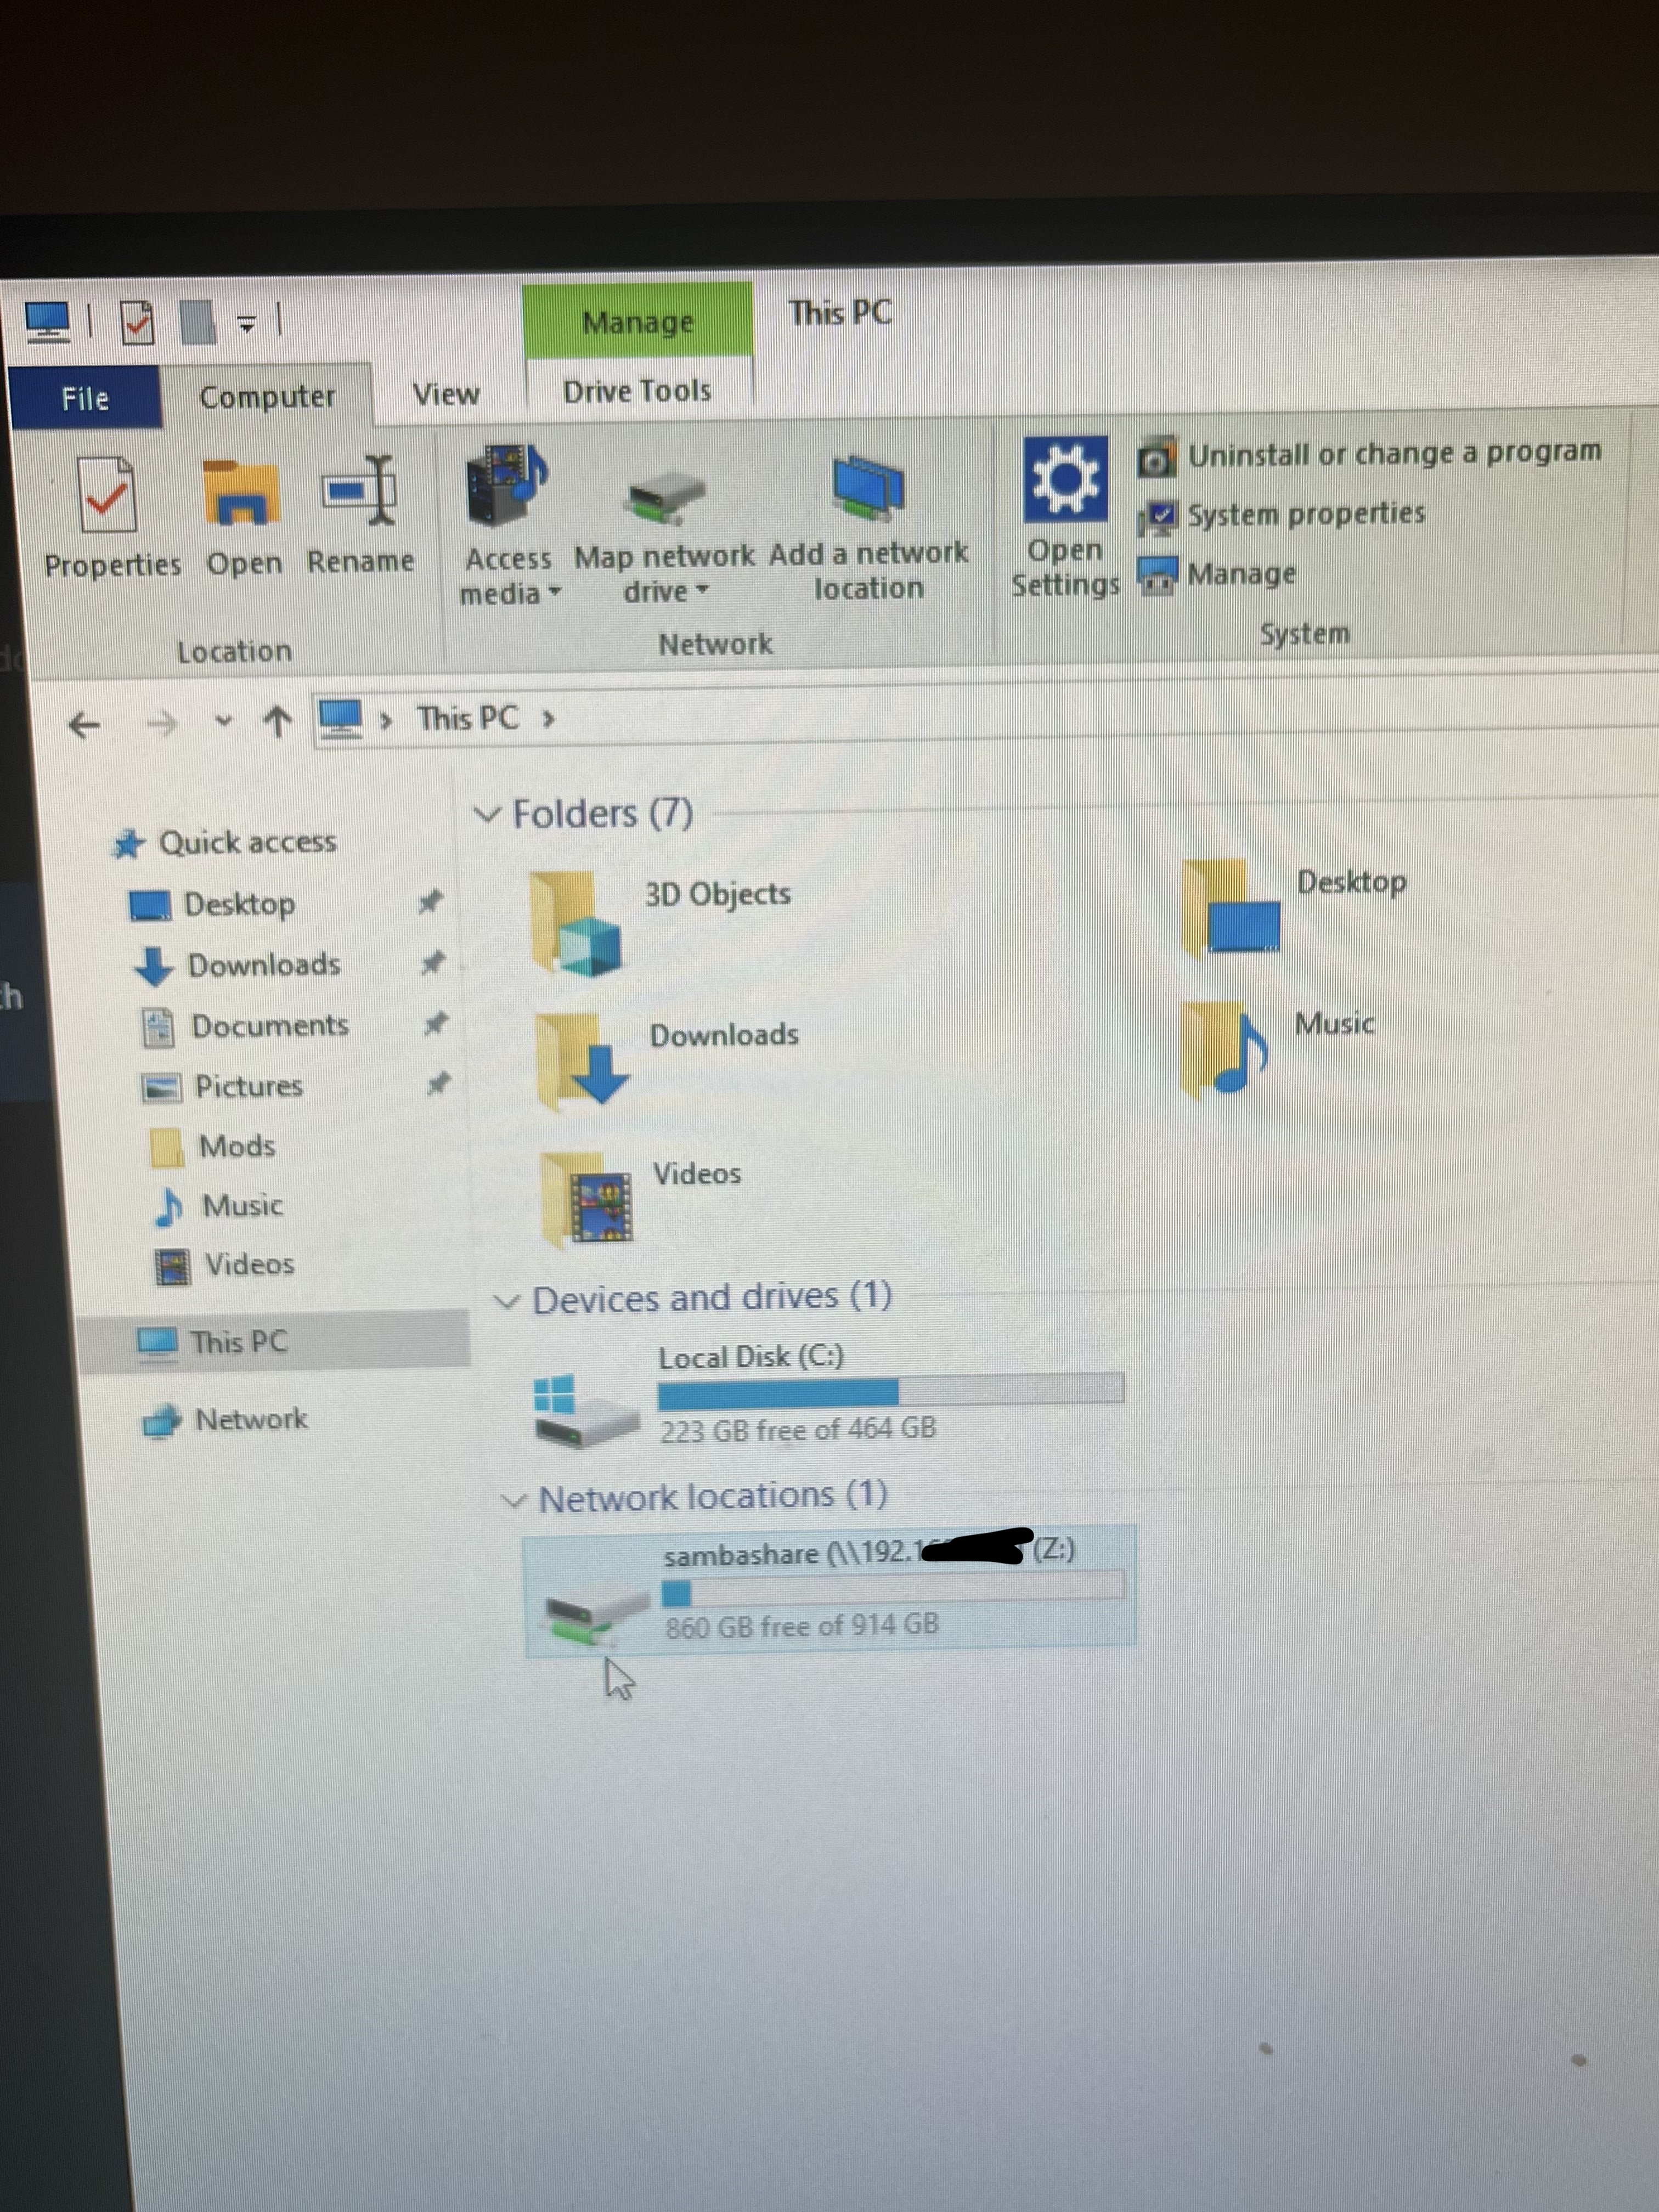 Manage This PC
File Computer View Drive Tools
Properties Open Rename
Access media Map network drive Add a network location
Open Settings
Uninstall or change a program
System properties
Manage
Location Network System
This PC
Quick access
Desktop
Downloads
Documents
Pictures
Mods
Music
Videos
This PC
Network
Folders (7)
3D Objects
Desktop
Downloads
Music
Videos
Devices and drives (1)
Local Disk (C:)
223 GB free of 464 GB
Network locations (1)
sambashare (\\192.1 (Z:)
860 GB free of 914 GB